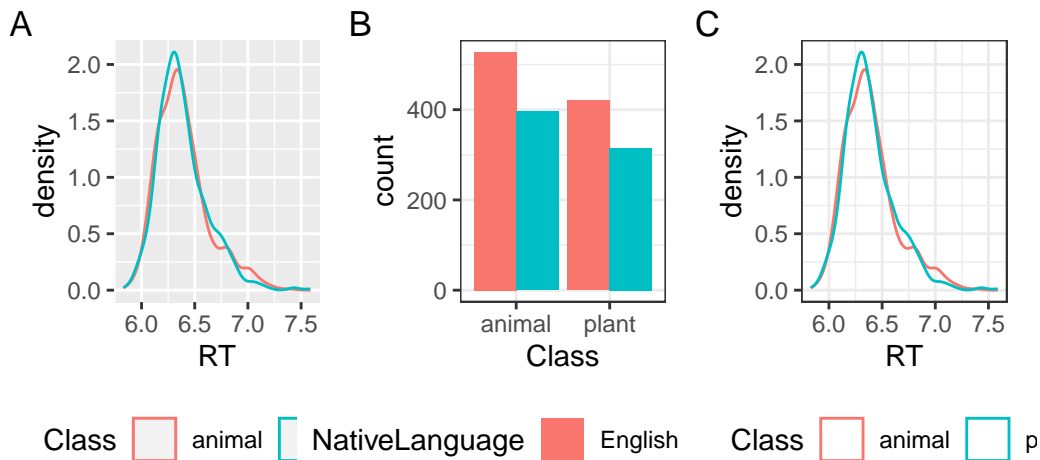 A
B
C
density
2.0
1.5
1.0
0.5
0.0
6.0 6.5 7.0 7.5
RT
count
400
200
0
animal plant
Class
density
2.0
1.5
1.0
0.5
0.0
6.0 6.5 7.0 7.5
RT
Class animal
NativeLanguage English
Class animal p